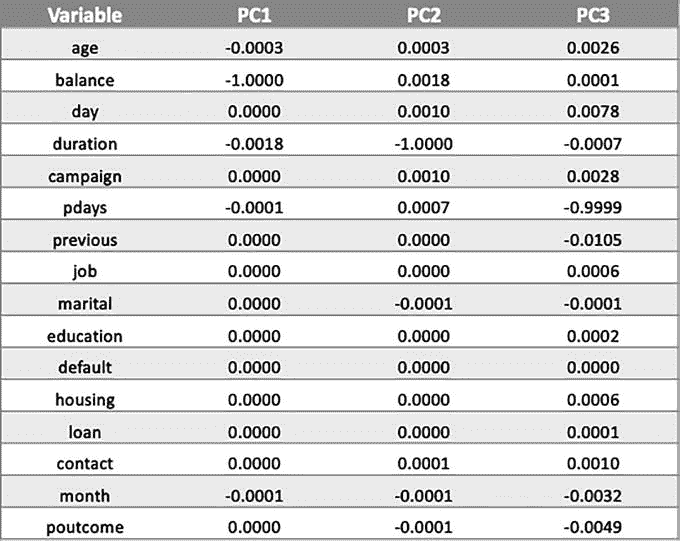 Variable PC1 PC2 PC3
age -0.0003 0.0003 0.0026
balance -1.0000 0.0018 0.0001
day 0.0000 0.0010 0.0078
duration -0.0018 -1.0000 -0.0007
campaign 0.0000 0.0010 0.0028
pdays -0.0001 0.0007 -0.9999
previous 0.0000 0.0000 -0.0105
job 0.0000 0.0000 0.0006
marital 0.0000 -0.0001 -0.0001
education 0.0000 0.0000 0.0002
default 0.0000 0.0000 0.0000
housing 0.0000 0.0000 0.0006
loan 0.0000 0.0000 0.0001
contact 0.0000 0.0001 0.0010
month -0.0001 -0.0001 -0.0032
poutcome 0.0000 -0.0001 -0.0049